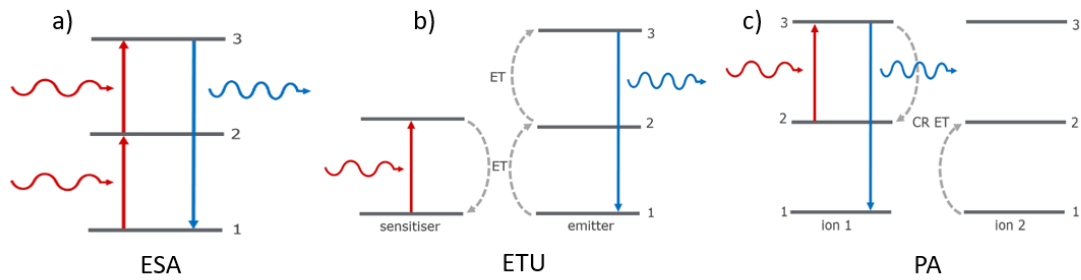 a)
3
2
1
ESA
b)
3
ET
2
ET
1
sensitiser
emitter
ETU
c)
3
3
2
CR ET
2
1
1
ion 1
ion 2
PA